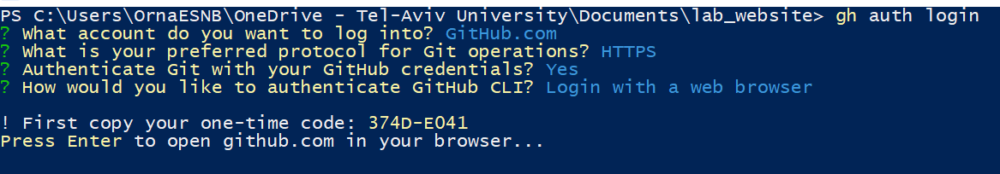 PS C:\Users\OrnaESNB\OneDrive - Tel-Aviv University\Documents\lab_website> gh auth login
? What account do you want to log into? GitHub.com
? What is your preferred protocol for Git operations? HTTPS
? Authenticate Git with your GitHub credentials? Yes
? How would you like to authenticate GitHub CLI? Login with a web browser
! First copy your one-time code: 374D-E041
Press Enter to open github.com in your browser...